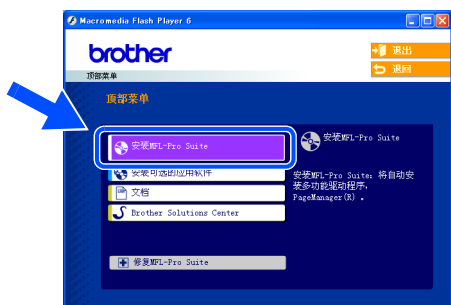 Macromedia Flash Player 6
brother
退出
返回
顶部菜单
顶部菜单
安装MFL-Pro Suite
安装可选的应用软件
文档
Brother Solutions Center
修复MFL-Pro Suite
安装MFL-Pro Suite
安装MFL-Pro Suite: 将自动安
装多功能驱动程序,
PageManager(R) 。